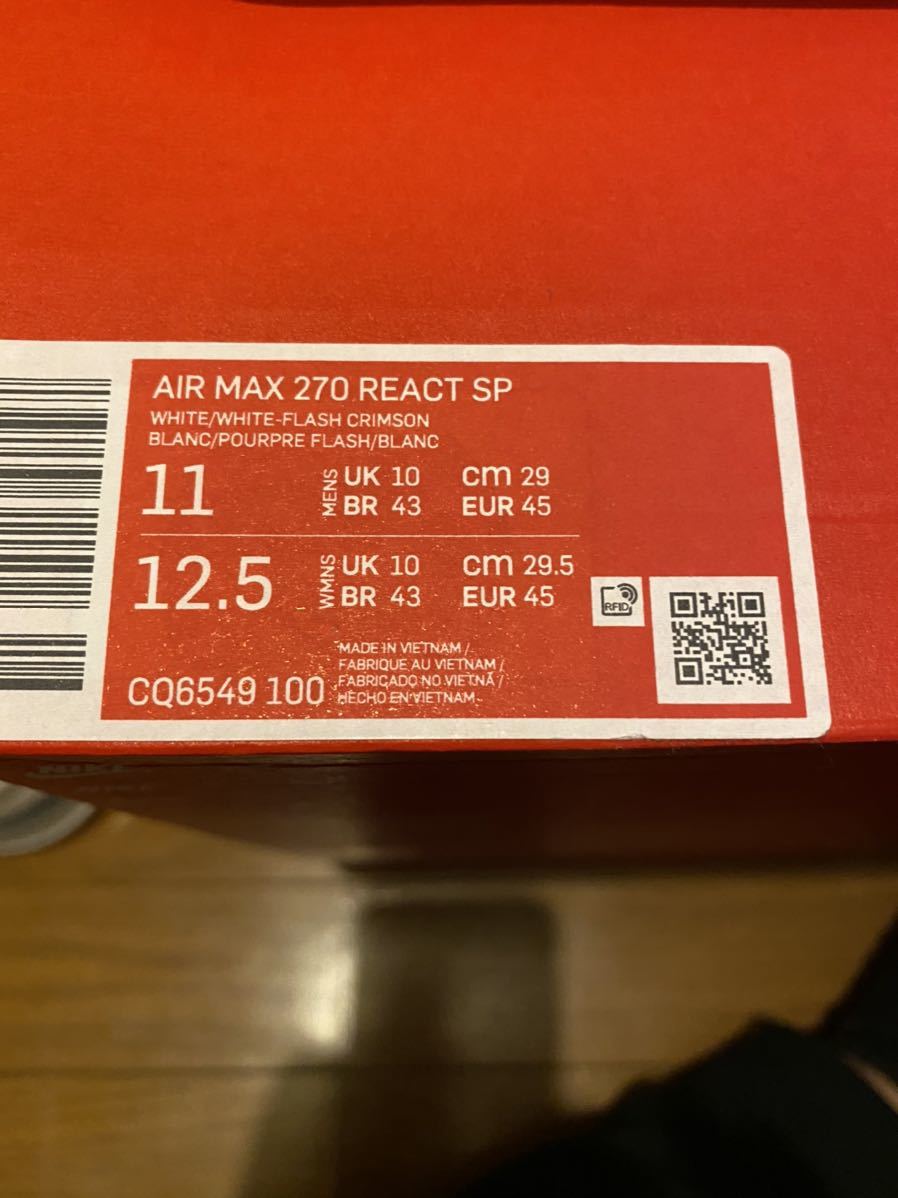 AIR MAX 270 REACT SP
WHITE/WHITE-FLASH CRIMSON
BLANC/POURPRE FLASH/BLANC
11 MENS UK 10 cm 29
BR 43 EUR 45
12.5 WMNS UK 10 cm 29.5
BR 43 EUR 45
RFID
MADE IN VIETNAM /
FABRIQUE AU VIETNAM /
FABRICADO NO VIETNÃ /
HECHO EN VIETNAM
CQ6549 100